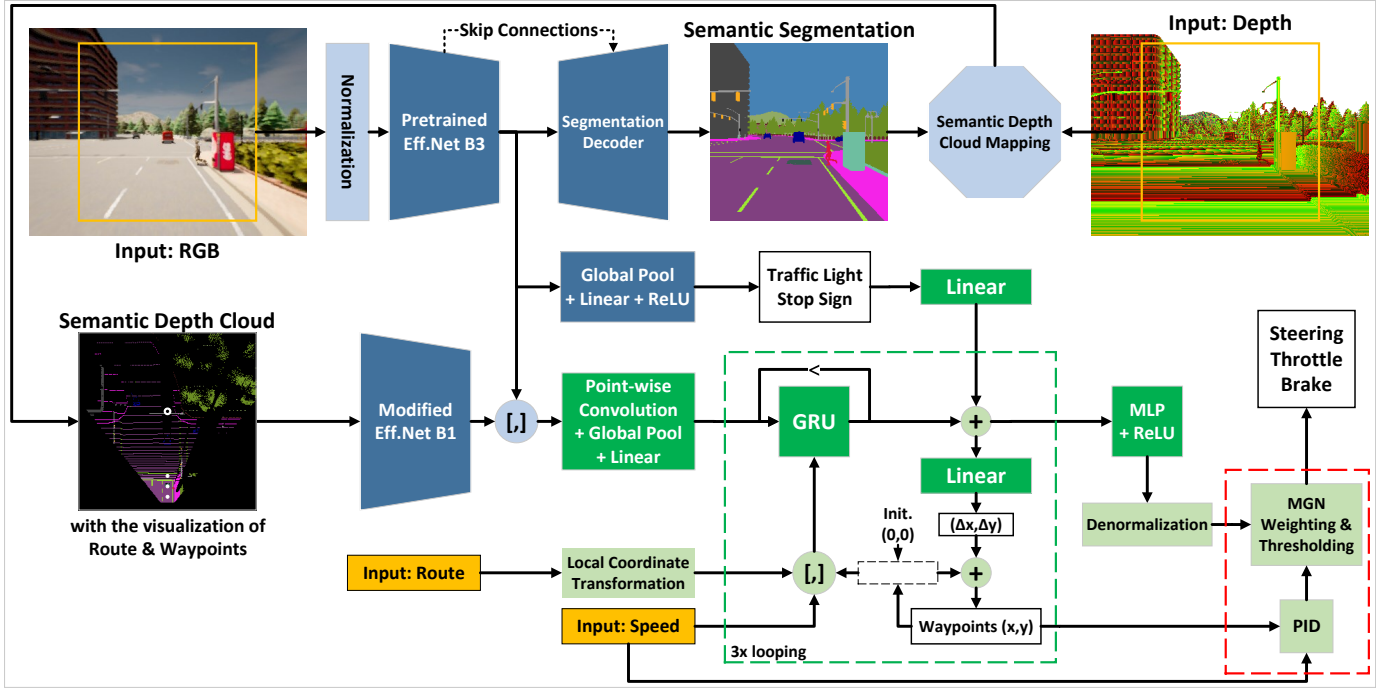 Skip Connections
Semantic Segmentation
Input: Depth
Normalization
Pretrained
Eff.Net B3
Segmentation
Decoder
Semantic Depth
Cloud Mapping
Input: RGB
Global Pool
+ Linear + ReLU
Traffic Light
Stop Sign
Linear
Semantic Depth Cloud
Steering
Throttle
Brake
Modified
Eff.Net B1
[,]
Point-wise
Convolution
+ Global Pool
+ Linear
<
GRU
+
MLP
+ ReLU
Linear
with the visualization of
Route & Waypoints
Init.
(0,0)
(Δx,Δy)
Denormalization
MGN
Weighting &
Thresholding
Input: Route
Local Coordinate
Transformation
[,]
+
Input: Speed
Waypoints (x,y)
PID
3x looping